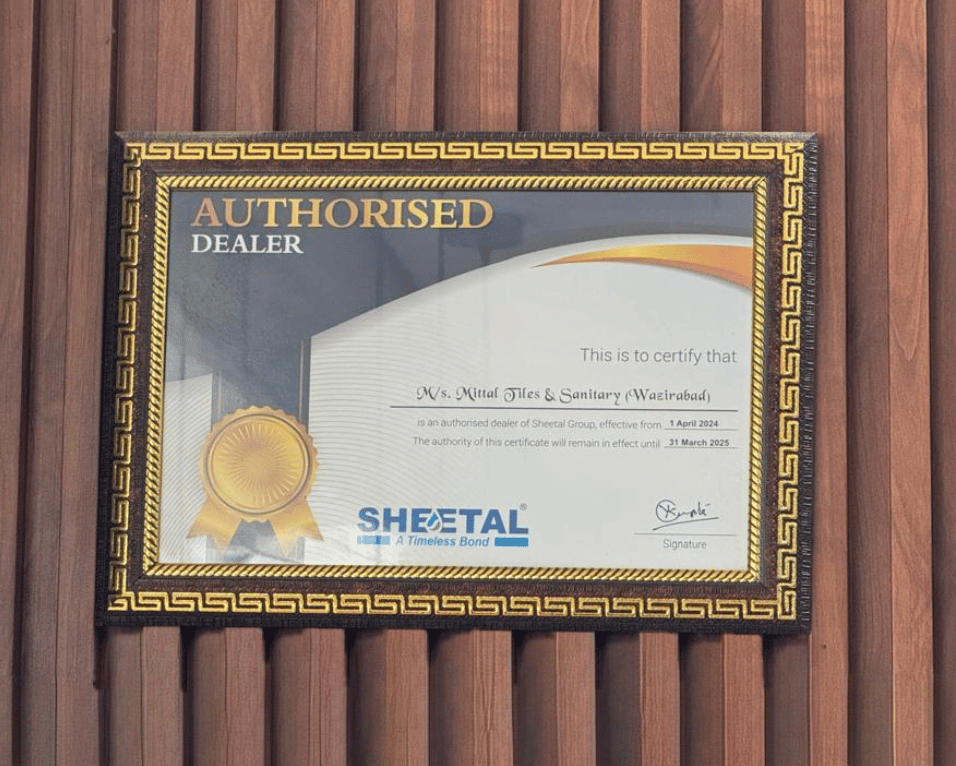 AUTHORISED
DEALER
This is to certify that
M/s. Mittal Tiles & Sanitary (Wazirabad)
is an authorised dealer of Sheetal Group, effective from 1 April 2024
The authority of this certificate will remain in effect until 31 March 2025
SHEETAL®
A Timeless Bond
Signature